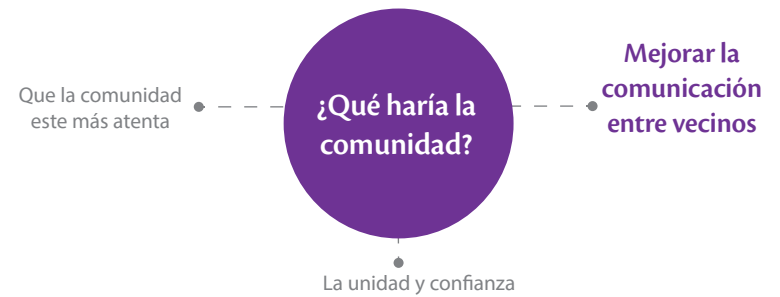 Que la comunidad
este más atenta
¿Qué haría la
comunidad?
Mejorar la
comunicación
entre vecinos
La unidad y confianza